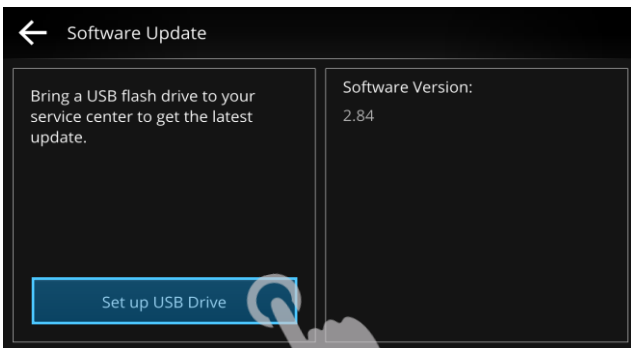 Software Update
Bring a USB flash drive to your
service center to get the latest
update.
Set up USB Drive
Software Version:
2.84